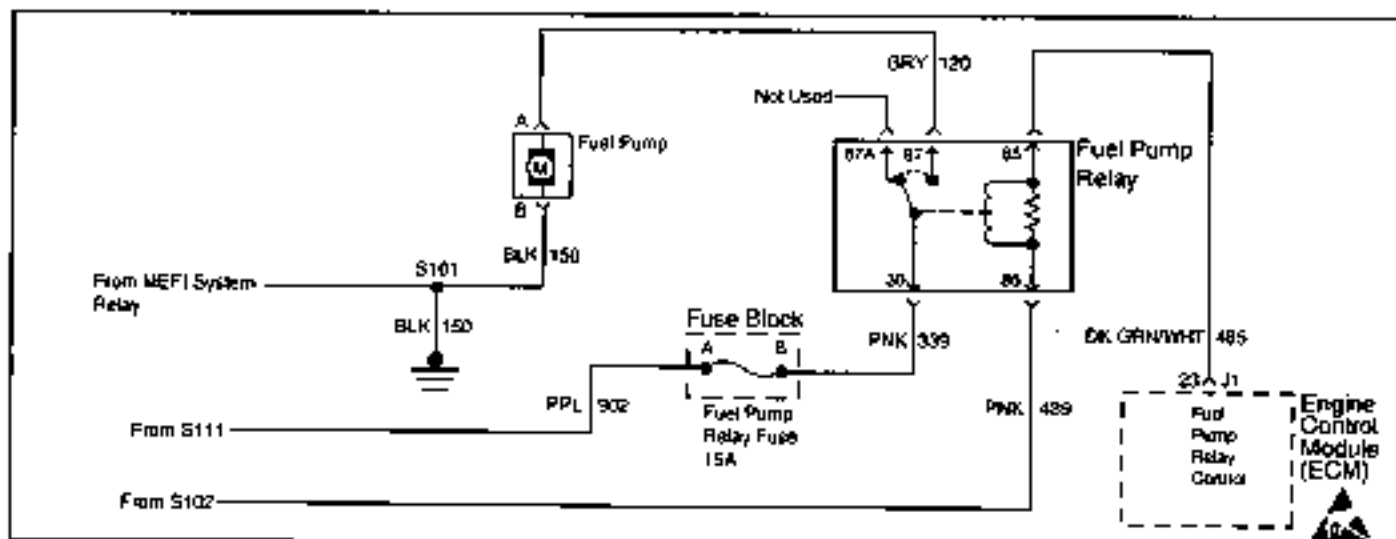 GRY 120
Not Used
A
Fuel Pump
M
B
87A 87 85
Fuel Pump
Relay
BLK 150
S101
From MEFI System
Relay
30 86
BLK 150
Fuse Block
A B
PNK 339
DK GRN/WHT 485
PPL 902
Fuel Pump
Relay Fuse
15A
PNK 439
23 J1
Fuel
Pump
Relay
Control
Engine
Control
Module
(ECM)
From S111
From S102